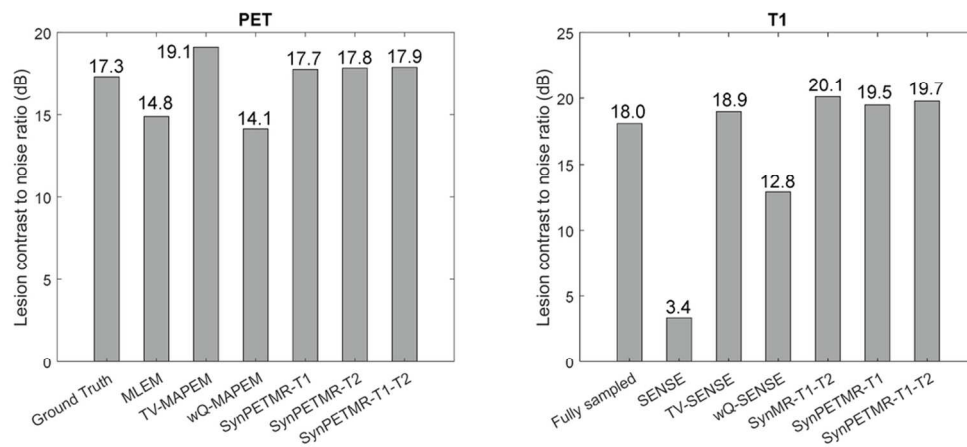 PET
Lesion contrast to noise ratio (dB)
20
15
10
5
0
17.3
14.8
19.1
14.1
17.7
17.8
17.9
Ground Truth
MLEM
TV-MAPEM
wQ-MAPEM
SynPETMR-T1
SynPETMR-T2
SynPETMR-T1-T2
T1
Lesion contrast to noise ratio (dB)
25
20
15
10
5
0
18.0
3.4
18.9
12.8
20.1
19.5
19.7
Fully sampled
SENSE
TV-SENSE
wQ-SENSE
SynMR-T1-T2
SynPETMR-T1
SynPETMR-T1-T2